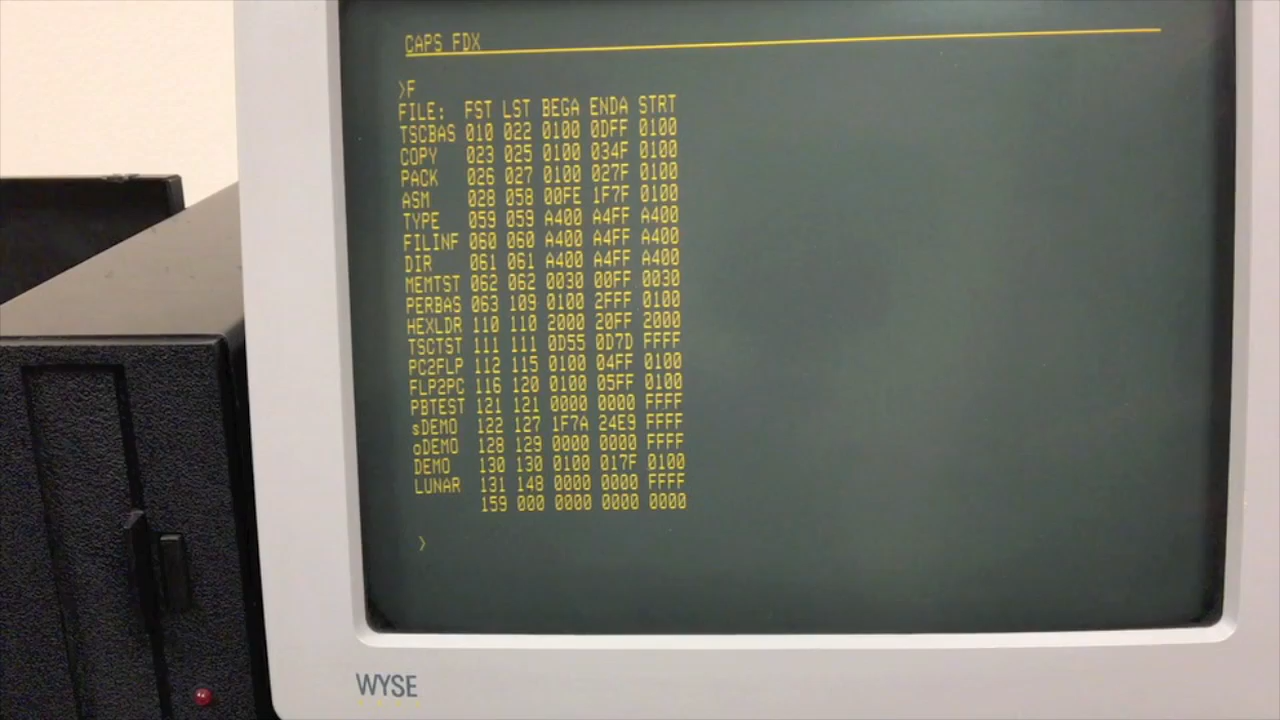 CAPS FDX
>F
FILE: FST LST BEGA ENDA STRT
TSCBAS 010 022 0100 0DFF 0100
COPY 023 025 0100 034F 0100
PACK 026 027 0100 027F 0100
ASM 028 058 00FE 1F7F 0100
TYPE 059 059 A400 A4FF A400
FILINF 060 060 A400 A4FF A400
DIR 061 061 A400 A4FF A400
MEMTST 062 062 0030 00FF 0030
PERBAS 063 109 0100 2FFF 0100
HEXLDR 110 110 2000 20FF 2000
TSCTST 111 111 0D55 0D7D FFFF
PC2FLP 112 115 0100 04FF 0100
FLP2PC 116 120 0100 05FF 0100
PBTEST 121 121 0000 0000 FFFF
sDEMO 122 127 1F7A 24E9 FFFF
oDEMO 128 129 0000 0000 FFFF
DEMO 130 130 0100 017F 0100
LUNAR 131 148 0000 0000 FFFF
159 000 0000 0000 0000
>
WYSE